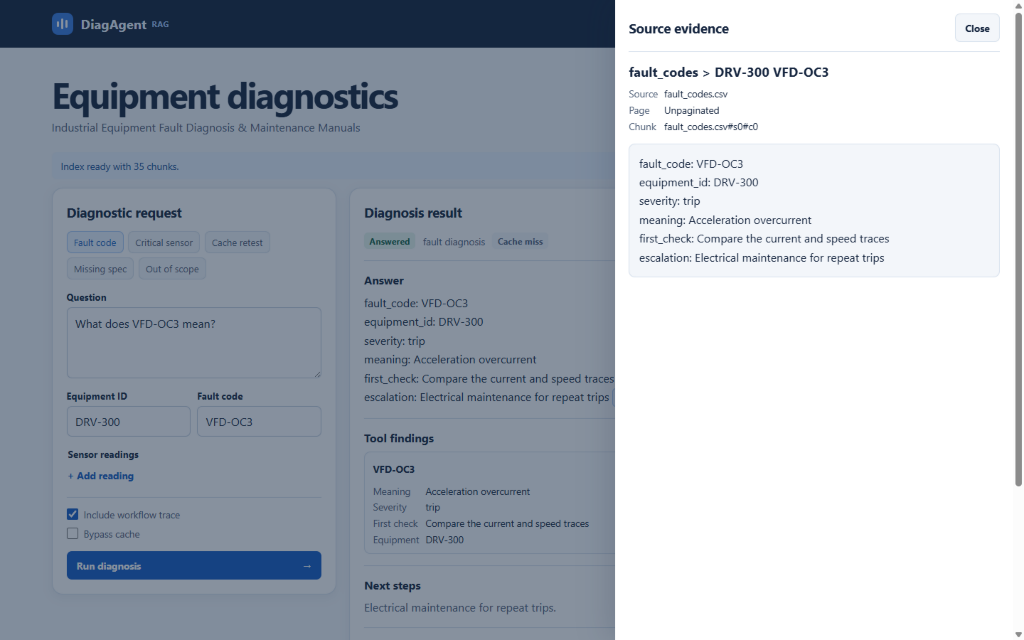 DiagAgent RAG
Equipment diagnostics
Industrial Equipment Fault Diagnosis & Maintenance Manuals
Index ready with 35 chunks.
Diagnostic request
Fault code
Critical sensor
Cache retest
Missing spec
Out of scope
Question
What does VFD-OC3 mean?
Equipment ID
Fault code
DRV-300
VFD-OC3
Sensor readings
+ Add reading
Include workflow trace
Bypass cache
Run diagnosis →
Diagnosis result
Answered fault diagnosis Cache miss
Answer
fault_code: VFD-OC3
equipment_id: DRV-300
severity: trip
meaning: Acceleration overcurrent
first_check: Compare the current and speed traces
escalation: Electrical maintenance for repeat trips
Tool findings
VFD-OC3
Meaning Acceleration overcurrent
Severity trip
First check Compare the current and speed traces
Equipment DRV-300
Next steps
Electrical maintenance for repeat trips.
Source evidence
Close
fault_codes > DRV-300 VFD-OC3
Source fault_codes.csv
Page Unpaginated
Chunk fault_codes.csv#s0#c0
fault_code: VFD-OC3
equipment_id: DRV-300
severity: trip
meaning: Acceleration overcurrent
first_check: Compare the current and speed traces
escalation: Electrical maintenance for repeat trips